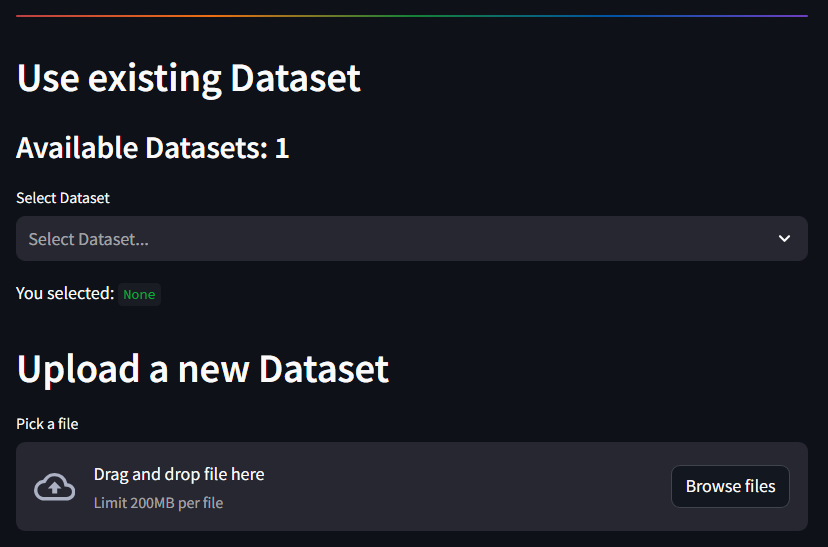 Use existing Dataset
Available Datasets: 1
Select Dataset
Select Dataset...
You selected: None
Upload a new Dataset
Pick a file
Drag and drop file here
Limit 200MB per file
Browse files